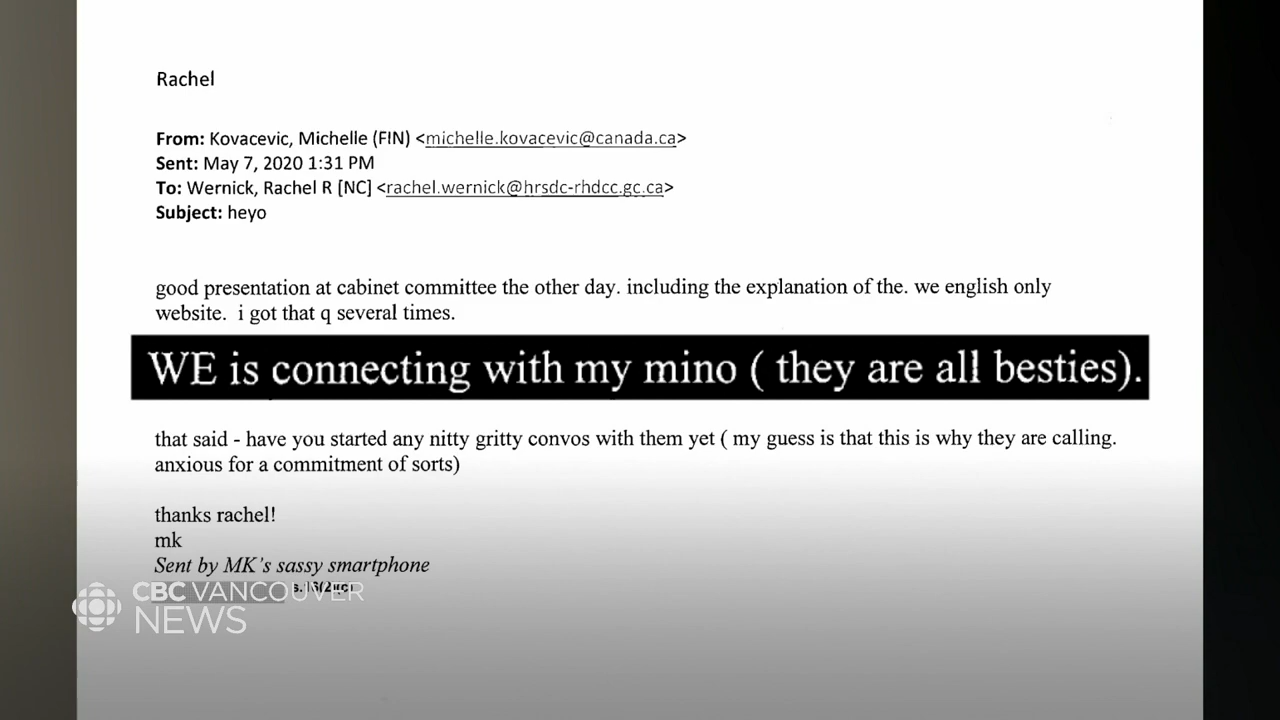 Rachel
From: Kovacevic, Michelle (FIN) <michelle.kovacevic@canada.ca>
Sent: May 7, 2020 1:31 PM
To: Wernick, Rachel R [NC] <rachel.wernick@hrsdc-rhdcc.gc.ca>
Subject: heyo
good presentation at cabinet committee the other day. including the explanation of the. we english only
website.  i got that q several times.
WE is connecting with my mino ( they are all besties).
that said - have you started any nitty gritty convos with them yet ( my guess is that this is why they are calling.
anxious for a commitment of sorts)
thanks rachel!
mk
Sent by MK's sassy smartphone
s.16(2)(c)
CBC VANCOUVER
NEWS